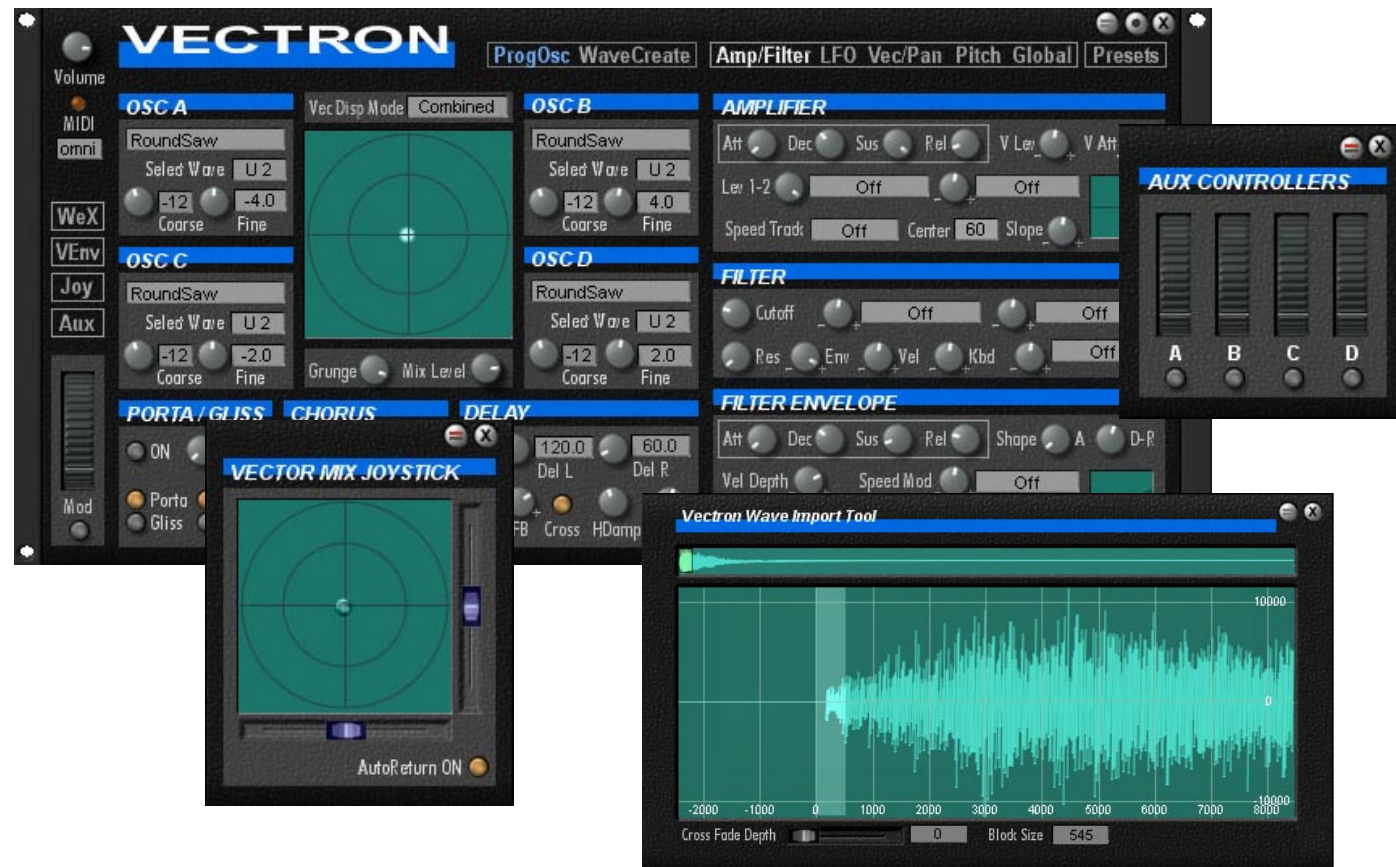 VECTRON
ProgOsc WaveCreate Amp/Filter LFO Vec/Pan Pitch Global Presets
Volume
MIDI
omni
WeX
VEnv
Joy
Aux
Mod
OSC A
RoundSaw
Select Wave U 2
-12 -4.0
Coarse Fine
Vec Disp Mode Combined
OSC B
RoundSaw
Select Wave U 2
-12 4.0
Coarse Fine
OSC C
RoundSaw
Select Wave U 2
-12 -2.0
Coarse Fine
Grunge Mix Level
OSC D
RoundSaw
Select Wave U 2
-12 2.0
Coarse Fine
PORTA / GLISS
ON
Porta
Gliss
CHORUS
DELAY
120.0 60.0
Del L Del R
FB Cross HDamp
AMPLIFIER
Att Dec Sus Rel V Lev V Att
Lev 1-2 Off - + Off
Speed Track Off Center 60 Slope - +
FILTER
Cutoff - + Off - + Off
Res Env - + Vel - + Kbd - + Off
FILTER ENVELOPE
Att Dec Sus Rel Shape A D-R
Vel Depth Speed Mod Off
AUX CONTROLLERS
A B C D
VECTOR MIX JOYSTICK
AutoReturn ON
Vectron Wave Import Tool
10000
0
-10000
-2000 -1000 0 1000 2000 3000 4000 5000 6000 7000 8000
Cross Fade Depth 0 Block Size 545